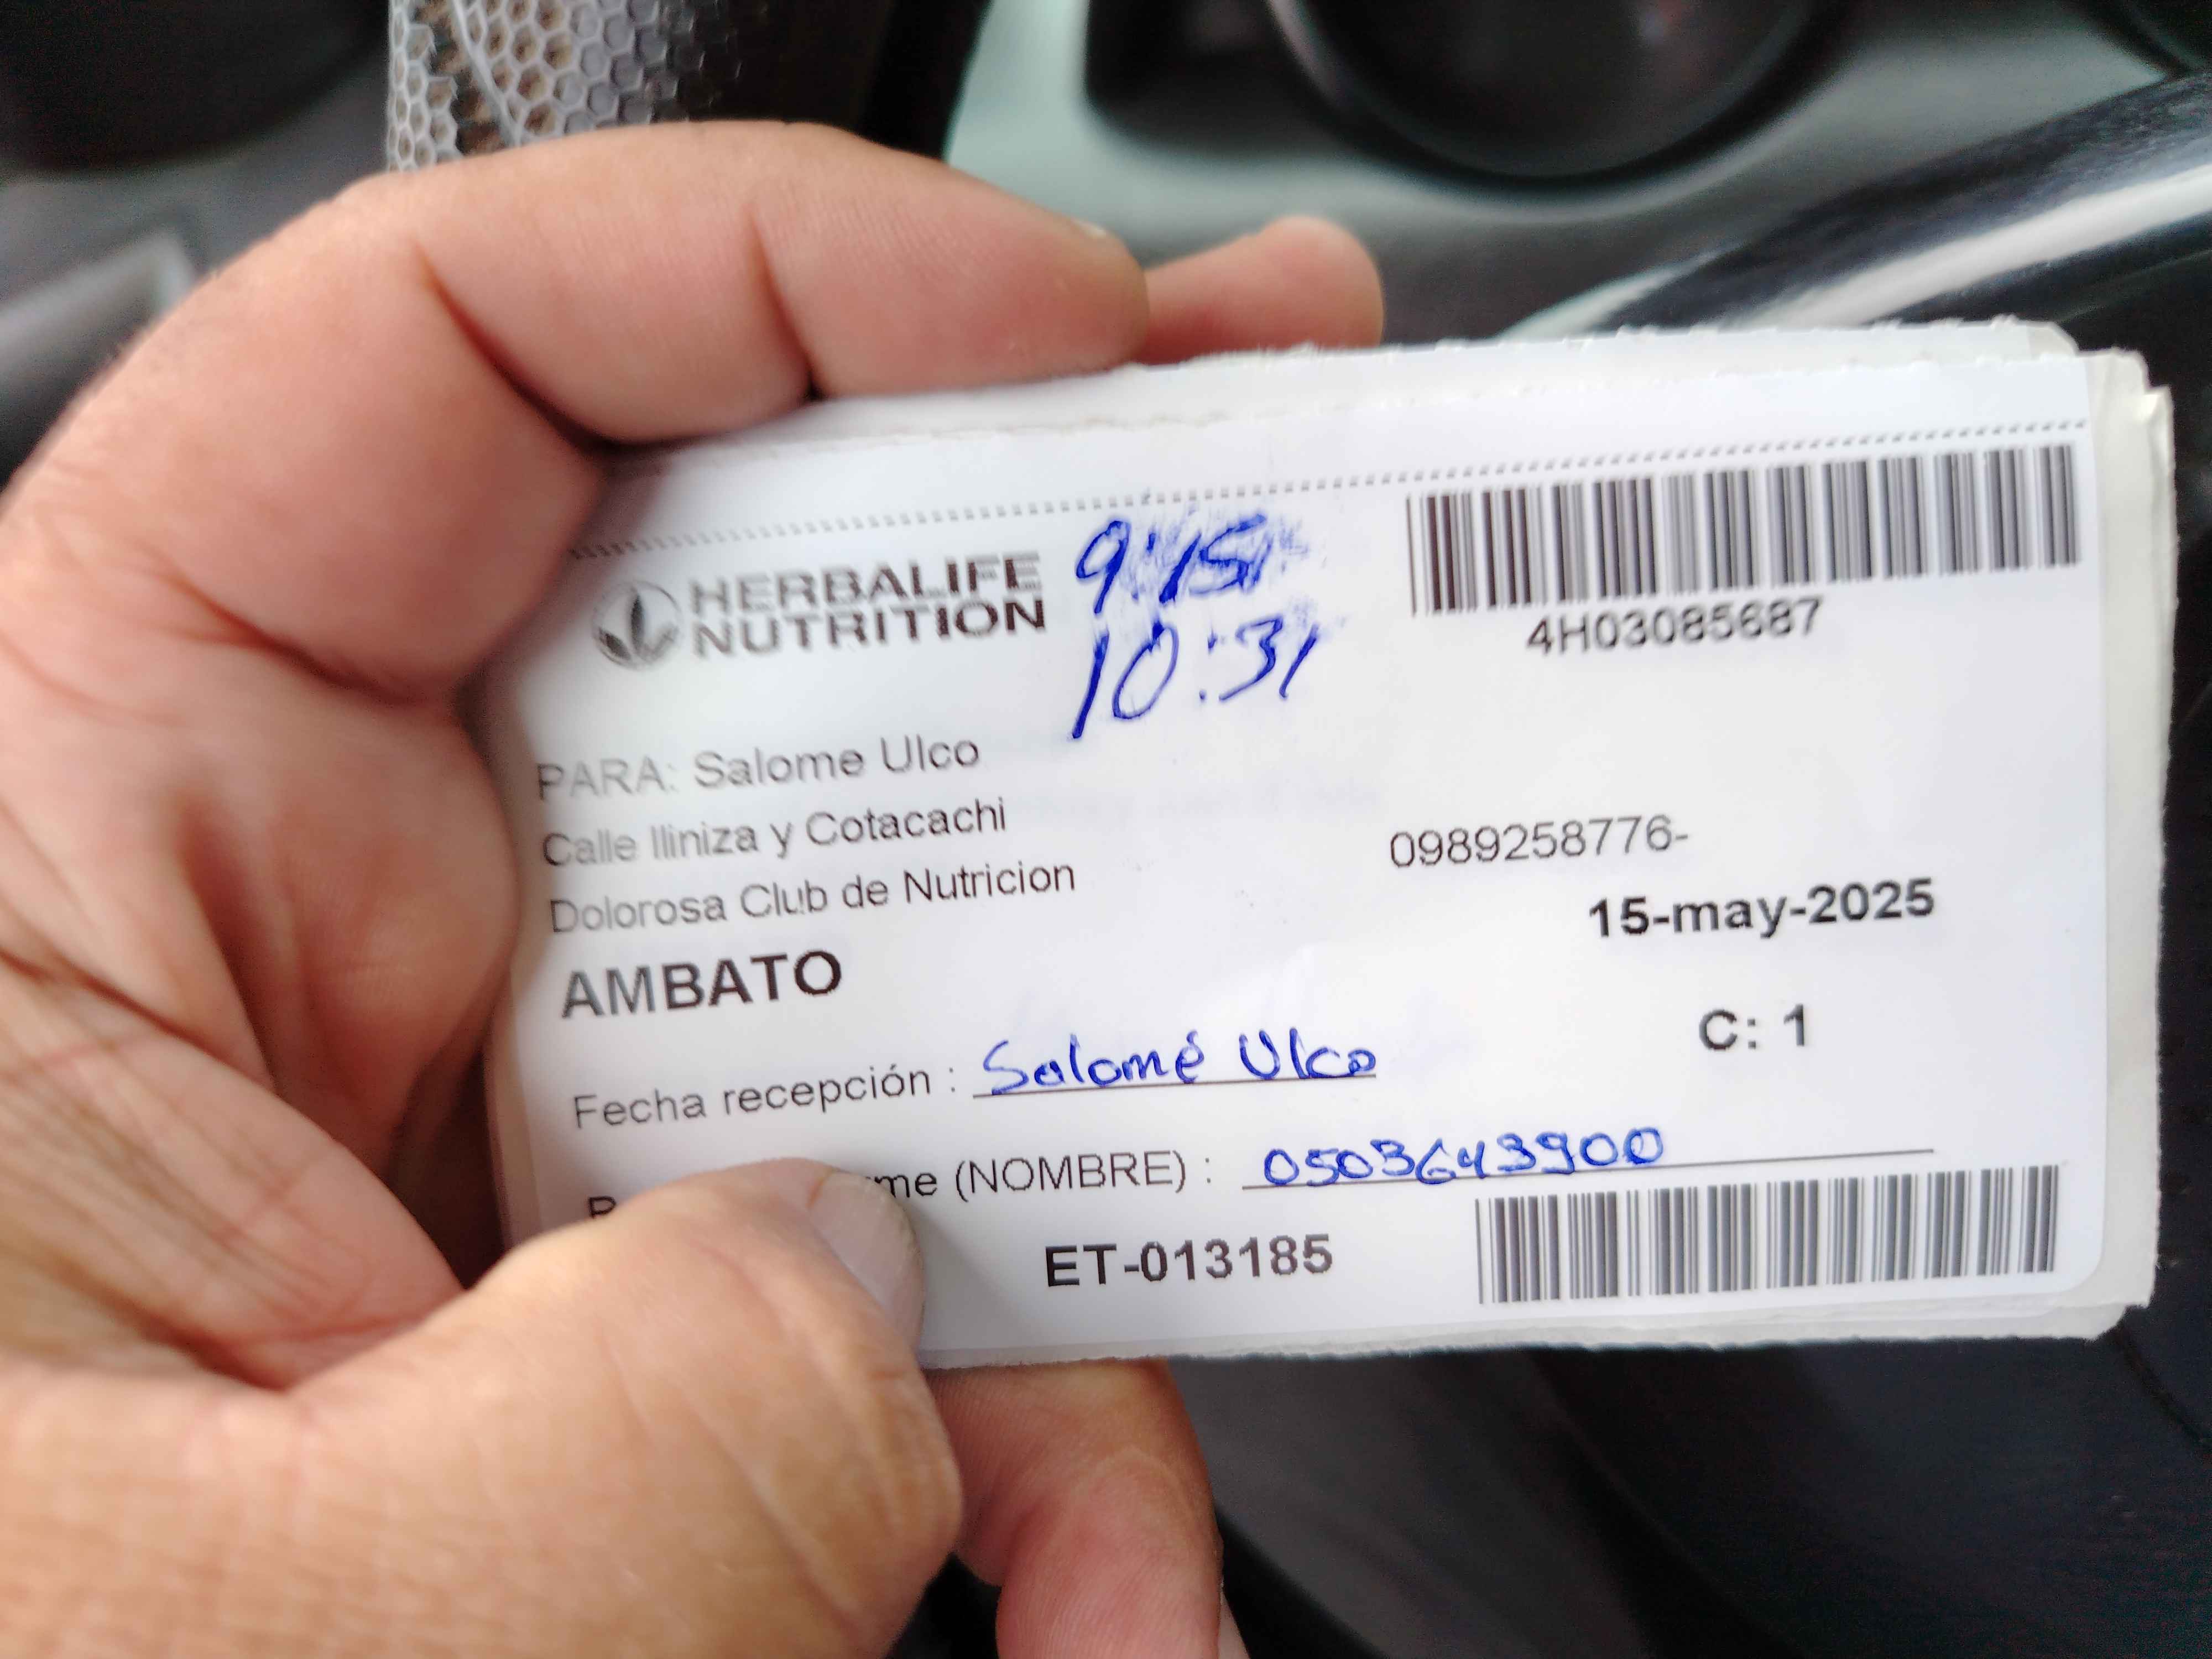 HERBALIFE
NUTRITION
9:15
10:31
4H03085687
PARA: Salome Ulco
Calle Iliniza y Cotacachi
0989258776-
Dolorosa Club de Nutricion
15-may-2025
AMBATO
C: 1
Fecha recepción : Salomé Ulco
me (NOMBRE) : 0503643900
ET-013185